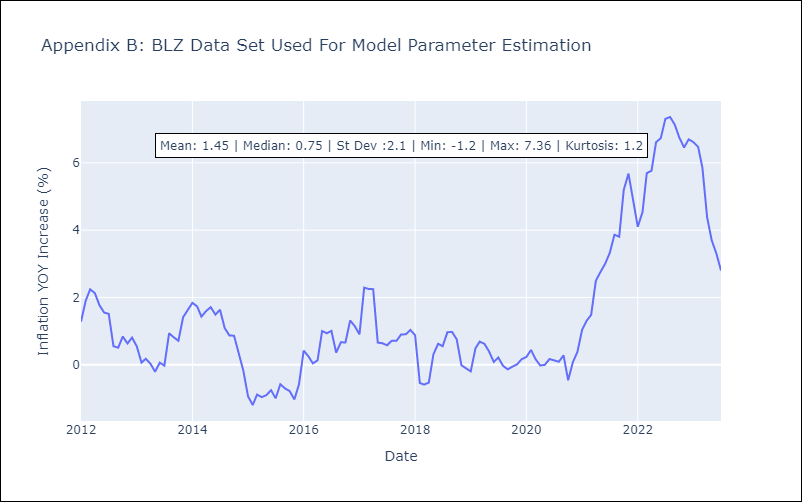 Appendix B: BLZ Data Set Used For Model Parameter Estimation
Mean: 1.45 | Median: 0.75 | St Dev :2.1 | Min: -1.2 | Max: 7.36 | Kurtosis: 1.2
Inflation YOY Increase (%)
6
4
2
0
2012 2014 2016 2018 2020 2022
Date